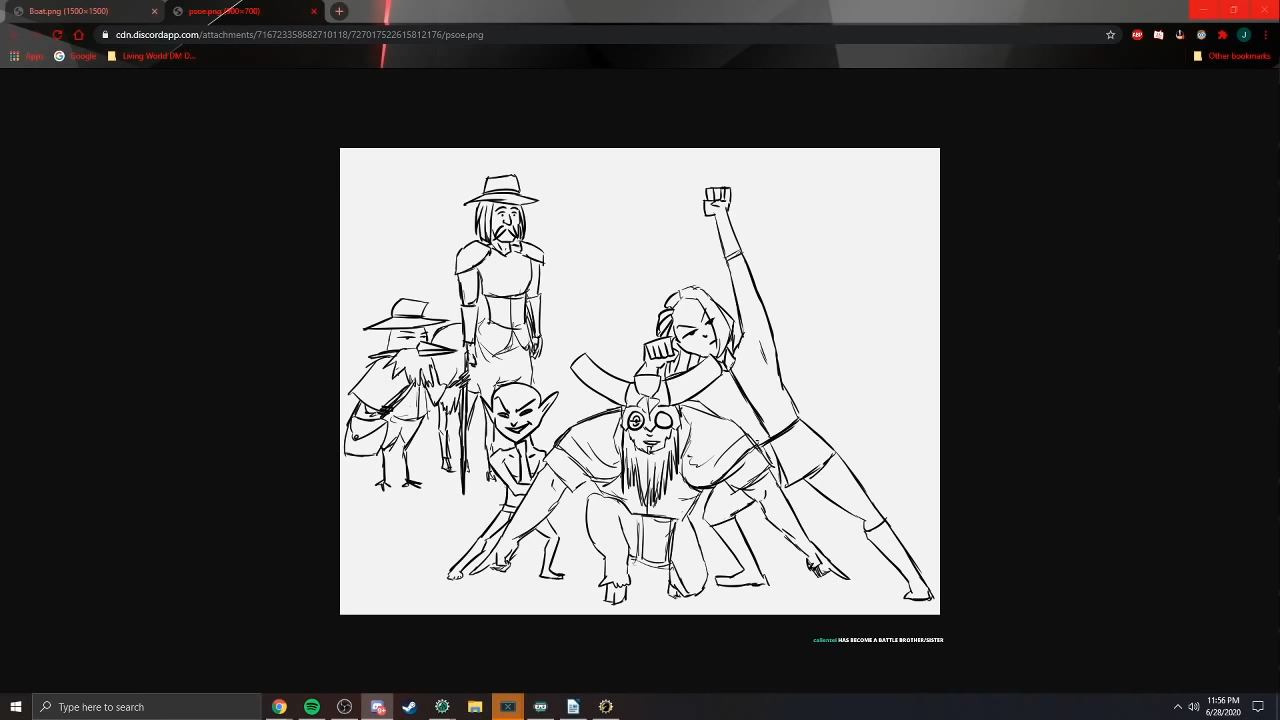 Boat.png (1500×1500)
psoe.png (900×700)
cdn.discordapp.com/attachments/716723358682710118/727017522615812176/psoe.png
Apps
Google
Living World DM D...
Other bookmarks
callentei HAS BECOME A BATTLE BROTHER/SISTER
Type here to search
11:56 PM
6/28/2020